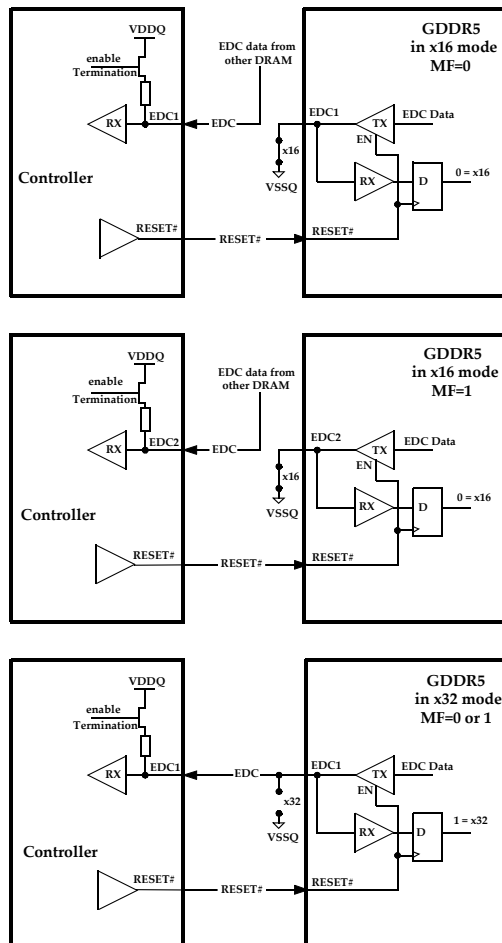 VDDQ
enable
Termination
RX
EDC1
EDC
EDC data from
other DRAM
Controller
RESET#
RESET#
GDDR5
in x16 mode
MF=0
EDC1
x16
VSSQ
TX
EN
EDC Data
RX
D
0 = x16
RESET#
VDDQ
enable
Termination
RX
EDC2
EDC
EDC data from
other DRAM
Controller
RESET#
RESET#
GDDR5
in x16 mode
MF=1
EDC2
x16
VSSQ
TX
EN
EDC Data
RX
D
0 = x16
RESET#
VDDQ
enable
Termination
RX
EDC1
EDC
x32
VSSQ
Controller
RESET#
RESET#
GDDR5
in x32 mode
MF=0 or 1
EDC1
TX
EN
EDC Data
RX
D
1 = x32
RESET#